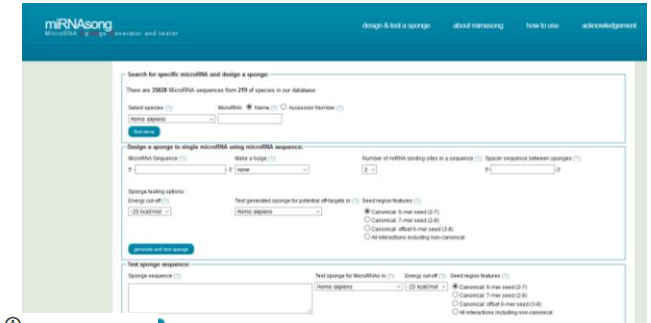 miRNAsong
MicroRNA sponge generator and tester
design & test a sponge about mirnasong how to use acknowledgement
Search for specific microRNA and design a sponge:
There are 35828 MicroRNA sequences from 219 of species in our database.
Select species (?) MicroRNA Name (?) Accession Number (?)
Homo sapiens
find mirna
Design a sponge to single microRNA using microRNA sequence:
MicroRNA Sequence (?) Make a bulge (?) Number of miRNA binding sites in a sequence (?) Spacer sequence between sponges (?)
5'- -3' none 2 5'- -3'
Sponge testing options:
Energy cut-off (?) Test generated sponge for potential off-targets in (?) Seed region features (?)
-25 kcal/mol Homo sapiens Canonical: 6-mer seed (2-7)
Canonical: 7-mer seed (2-8)
Canonical: offset 6-mer seed (3-8)
All interactions including non-canonical
generate and test sponge
Test sponge sequence:
Sponge sequence (?) Test sponge for MicroRNAs in (?) Energy cut-off (?) Seed region features (?)
Homo sapiens -25 kcal/mol Canonical: 6-mer seed (2-7)
Canonical: 7-mer seed (2-8)
Canonical: offset 6-mer seed (3-8)
All interactions including non-canonical